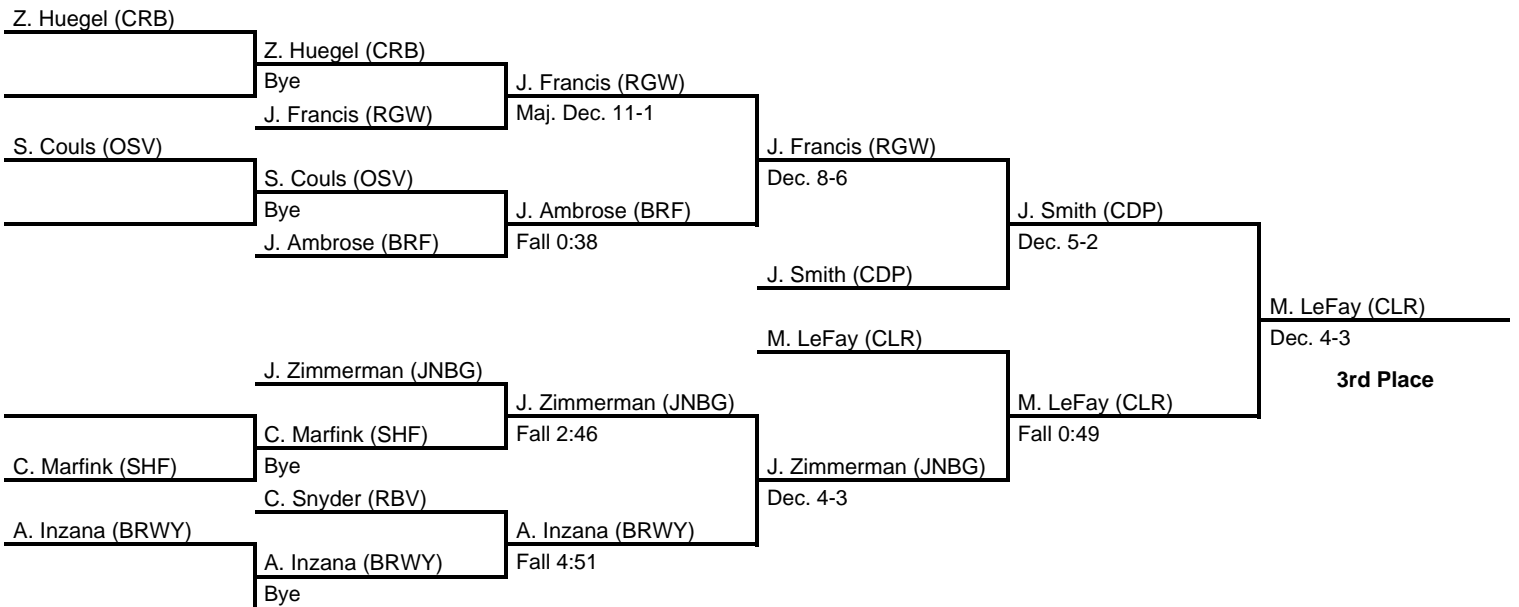 Z. Huegel (CRB)
Z. Huegel (CRB)
Bye
J. Francis (RGW)
J. Francis (RGW)
Maj. Dec. 11-1
S. Couls (OSV)
J. Francis (RGW)
S. Couls (OSV)
Dec. 8-6
Bye
J. Ambrose (BRF)
J. Smith (CDP)
J. Ambrose (BRF)
Fall 0:38
Dec. 5-2
J. Smith (CDP)
M. LeFay (CLR)
M. LeFay (CLR)
Dec. 4-3
J. Zimmerman (JNBG)
3rd Place
J. Zimmerman (JNBG)
M. LeFay (CLR)
C. Marfink (SHF)
Fall 2:46
Fall 0:49
C. Marfink (SHF)
Bye
J. Zimmerman (JNBG)
C. Snyder (RBV)
Dec. 4-3
A. Inzana (BRWY)
A. Inzana (BRWY)
A. Inzana (BRWY)
Fall 4:51
Bye